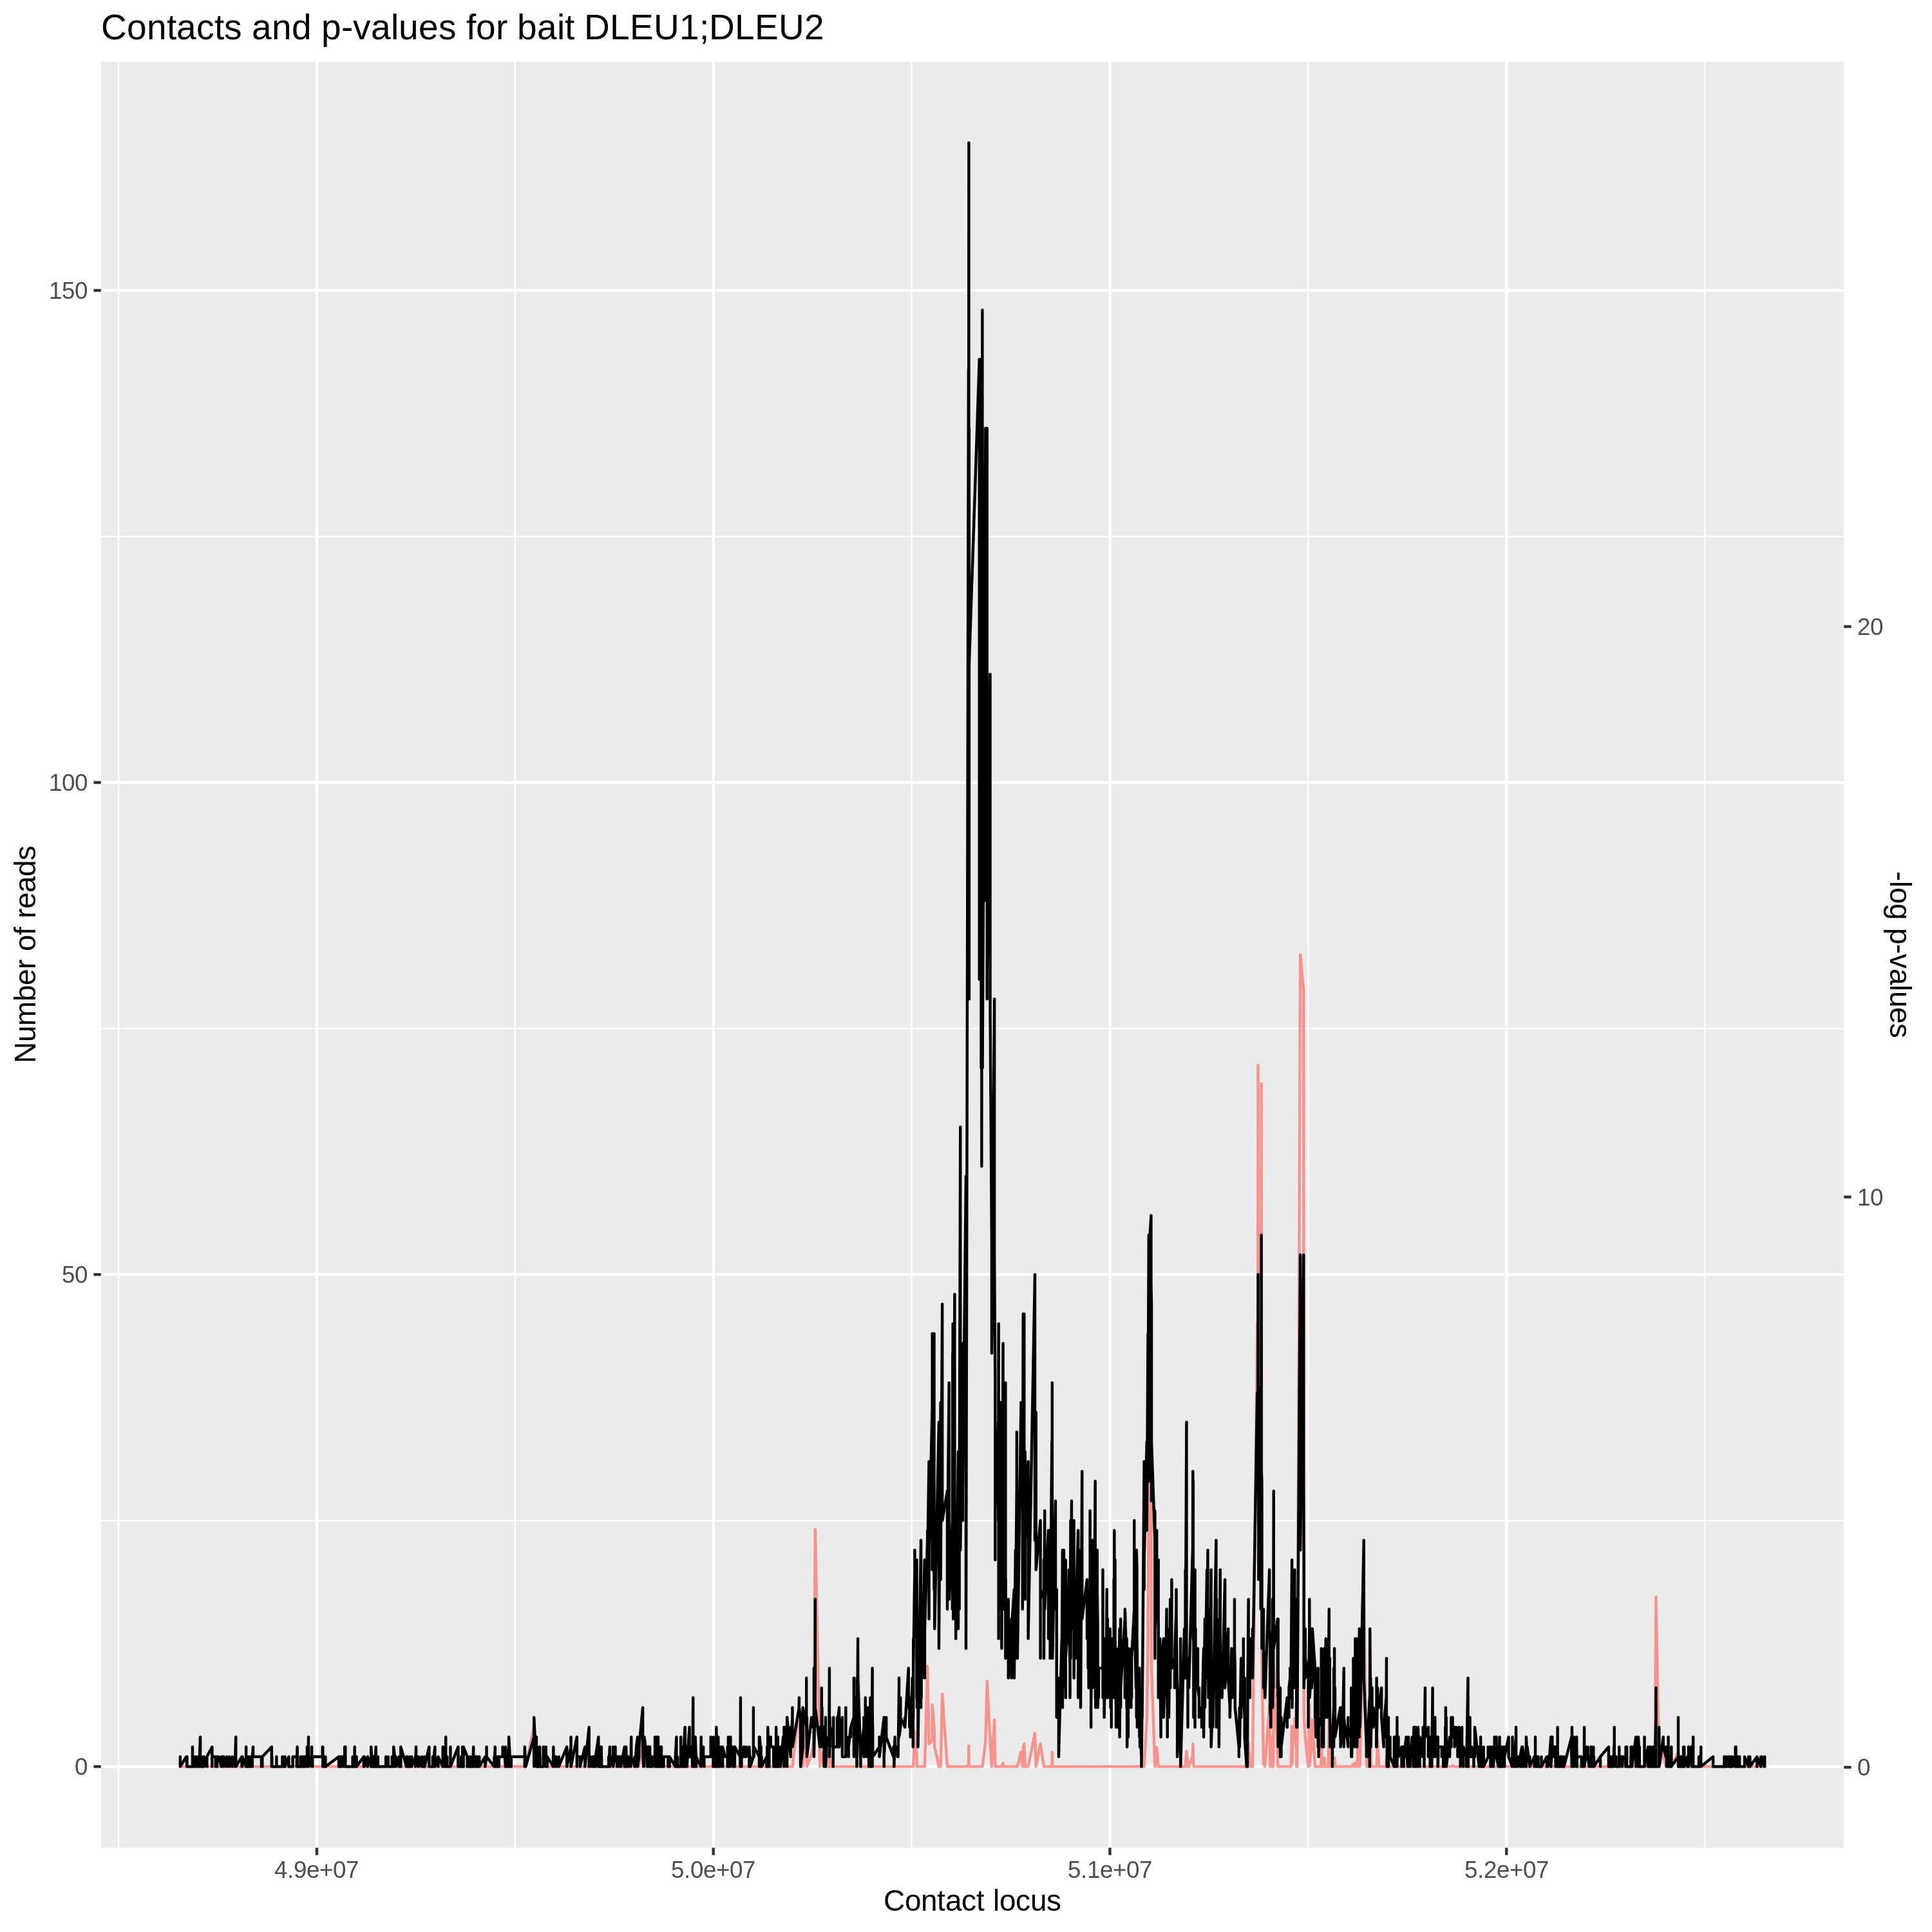 Contacts and p-values for bait DLEU1;DLEU2
150
100
50
0
Number of reads
20
10
0
-log p-values
4.9e+07 5.0e+07 5.1e+07 5.2e+07
Contact locus